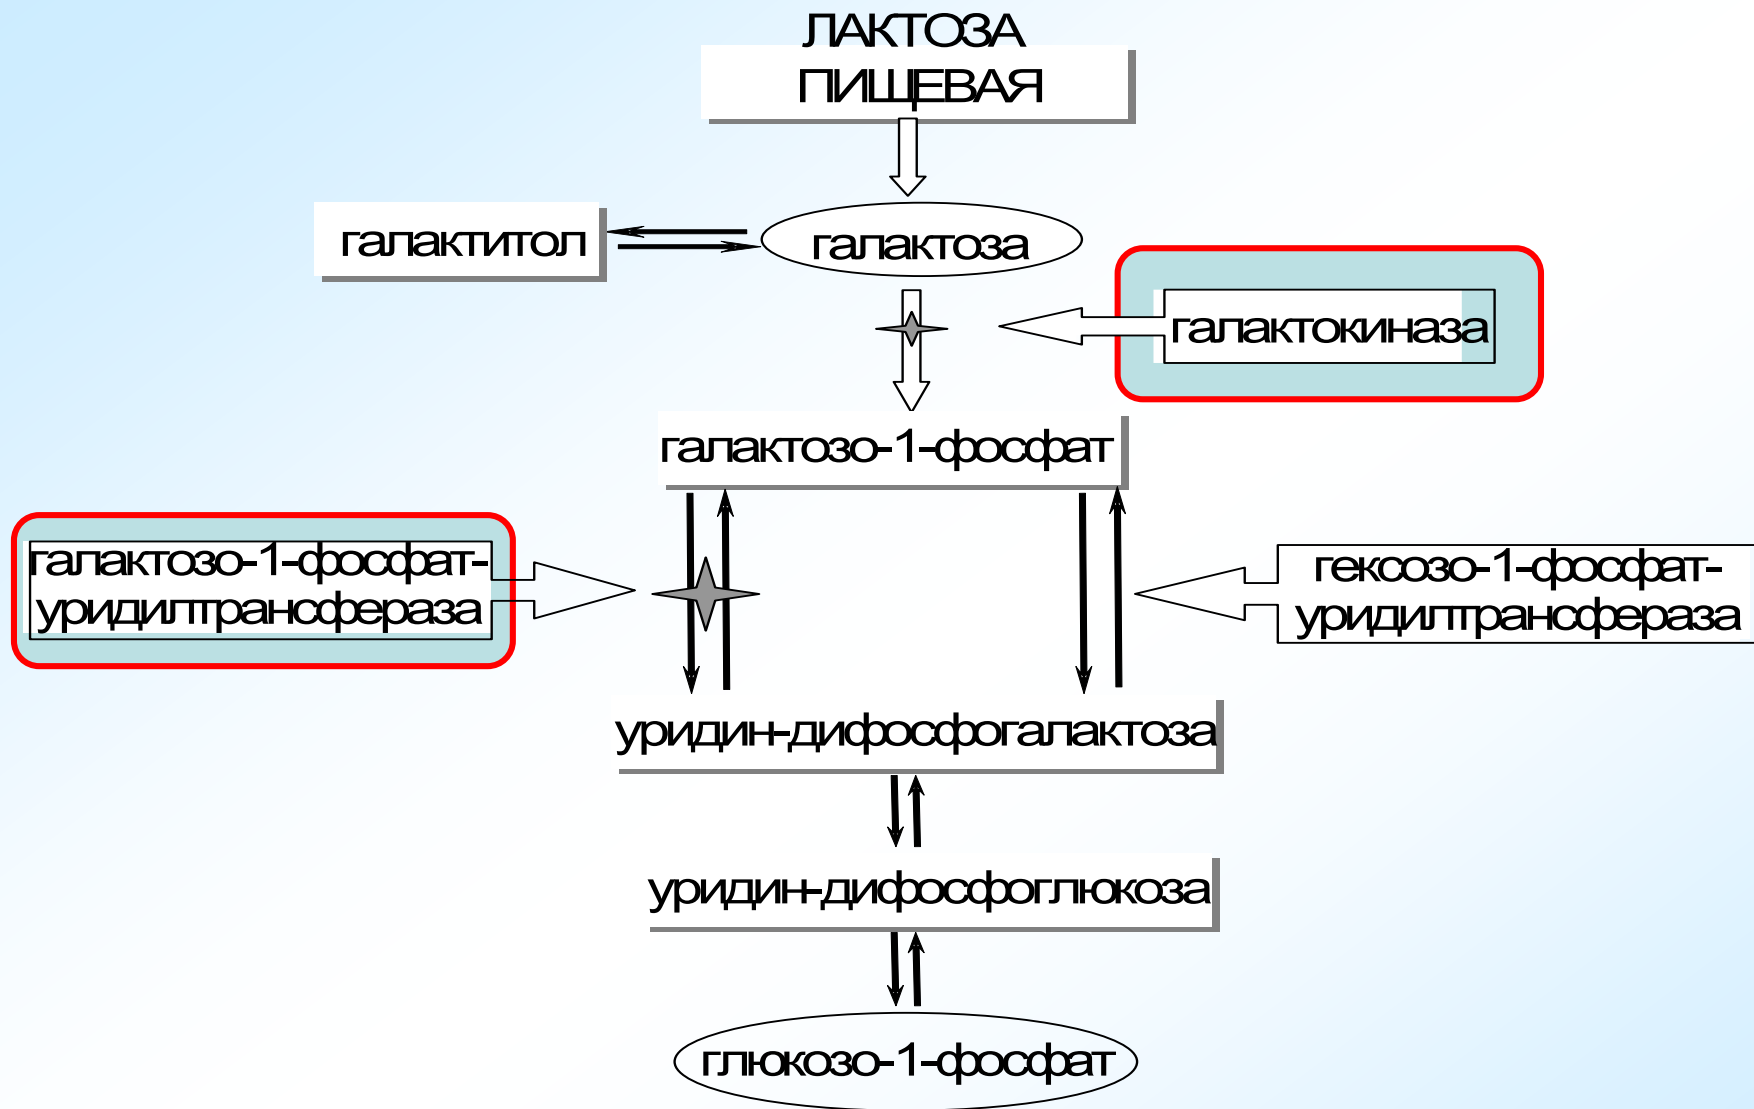 ЛАКТОЗА
ПИЩЕВАЯ
галактитол
галактоза
галактокиназа
галактозо-1-фосфат
галактозо-1-фосфат-
уридилтрансфераза
гексозо-1-фосфат-
уридилтрансфераза
уридин-дифосфогалактоза
уридин-дифосфоглюкоза
глюкозо-1-фосфат